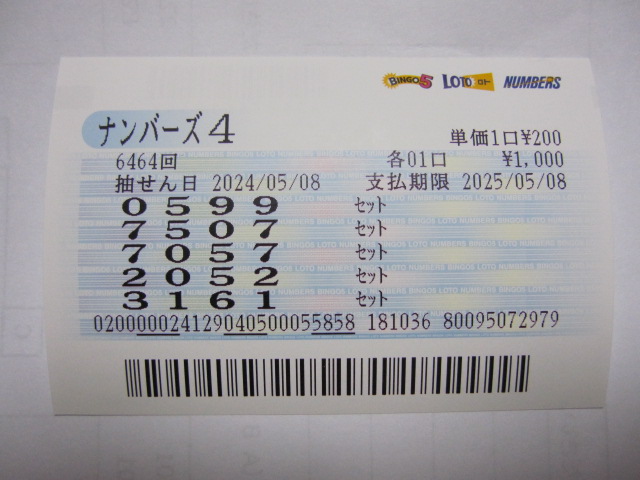 BINGO5 LOTO ロト NUMBERS
ナンバーズ4 単価1口¥200
6464回 各01口 ¥1,000
抽せん日 2024/05/08 支払期限 2025/05/08
0599 セット
7507 セット
7057 セット
2052 セット
3161 セット
020000024129040500055858 181036 80095072979